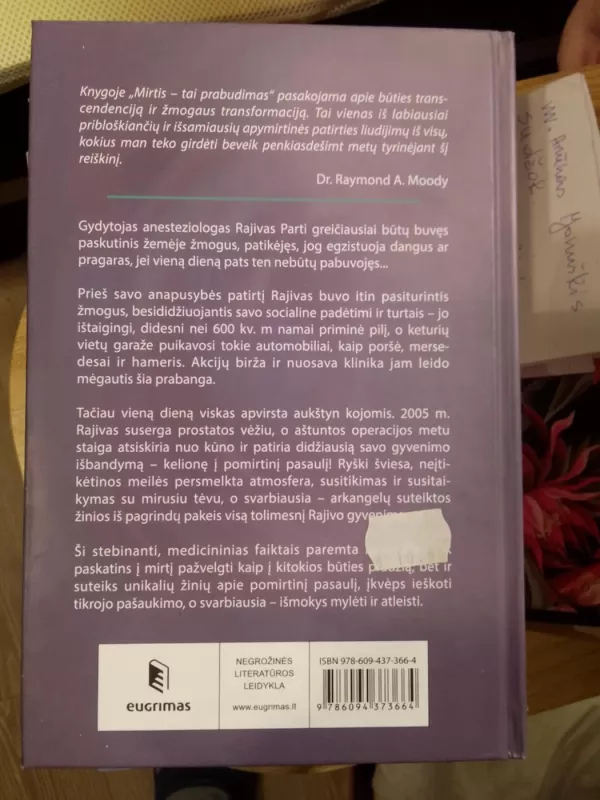 Knygoje „Mirtis – tai prabudimas“ pasakojama apie būties trans-
cendenciją ir žmogaus transformaciją. Tai vienas iš labiausiai
pribloškiančių ir išsamiausių apymirtinės patirties liudijimų iš visų,
kokius man teko girdėti beveik penkiasdešimt metų tyrinėjant šį
reiškinį.
Dr. Raymond A. Moody
Gydytojas anesteziologas Rajivas Parti greičiausiai būtų buvęs
paskutinis žemėje žmogus, patikėjęs, jog egzistuoja dangus ar
pragaras, jei vieną dieną pats ten nebūtų pabuvojęs...
Prieš savo anapusybės patirtį Rajivas buvo itin pasiturintis
žmogus, besididžiuojantis savo socialine padėtimi ir turtais – jo
ištaigingi, didesni nei 600 kv. m namai priminė pilį, o keturių
vietų garaže puikavosi tokie automobiliai, kaip poršė, merse-
desai ir hameris. Akcijų birža ir nuosava klinika jam leido
mėgautis šia prabanga.
Tačiau vieną dieną viskas apvirsta aukštyn kojomis. 2005 m.
Rajivas suserga prostatos vėžiu, o aštuntos operacijos metu
staiga atsiskiria nuo kūno ir patiria didžiausią savo gyvenimo
išbandymą – kelionę į pomirtinį pasaulį! Ryški šviesa, neįti-
kėtinos meilės persmelkta atmosfera, susitikimas ir susitai-
kymas su mirusiu tėvu, o svarbiausia – arkangelų suteiktos
žinios iš pagrindų pakeis visą tolimesnį Rajivo
Ši stebinanti, medicininias faiktais paremta
paskatins į mirtį pažvelgti kaip į kitokios būties bet ir
suteiks unikalių žinių apie pomirtinį pasaulį, įkvėps ieškoti
tikrojo pašaukimo, o svarbiausia – išmokys mylėti ir atleisti.
eugrimas
NEGROŽINĖS
LITERATŪROS
LEIDYKLA
www.eugrimas.lt
ISBN 978-609-437-366-4
9 786094 373664